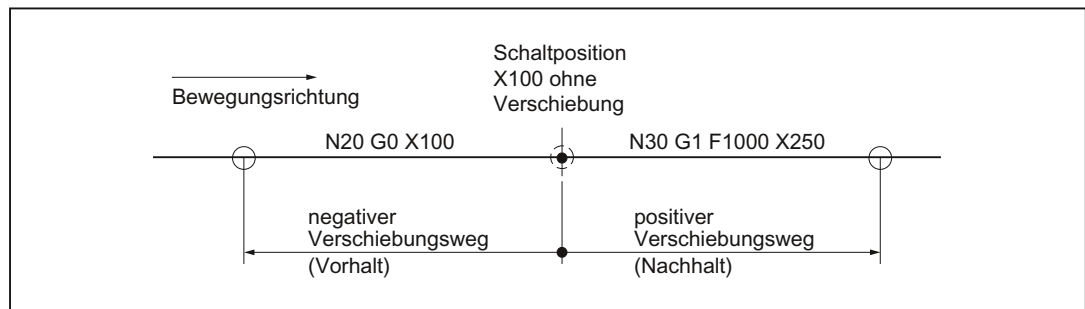 Schaltposition
X100 ohne
Verschiebung
Bewegungsrichtung
N20 G0 X100
N30 G1 F1000 X250
negativer
Verschiebungsweg
(Vorhalt)
positiver
Verschiebungsweg
(Nachhalt)